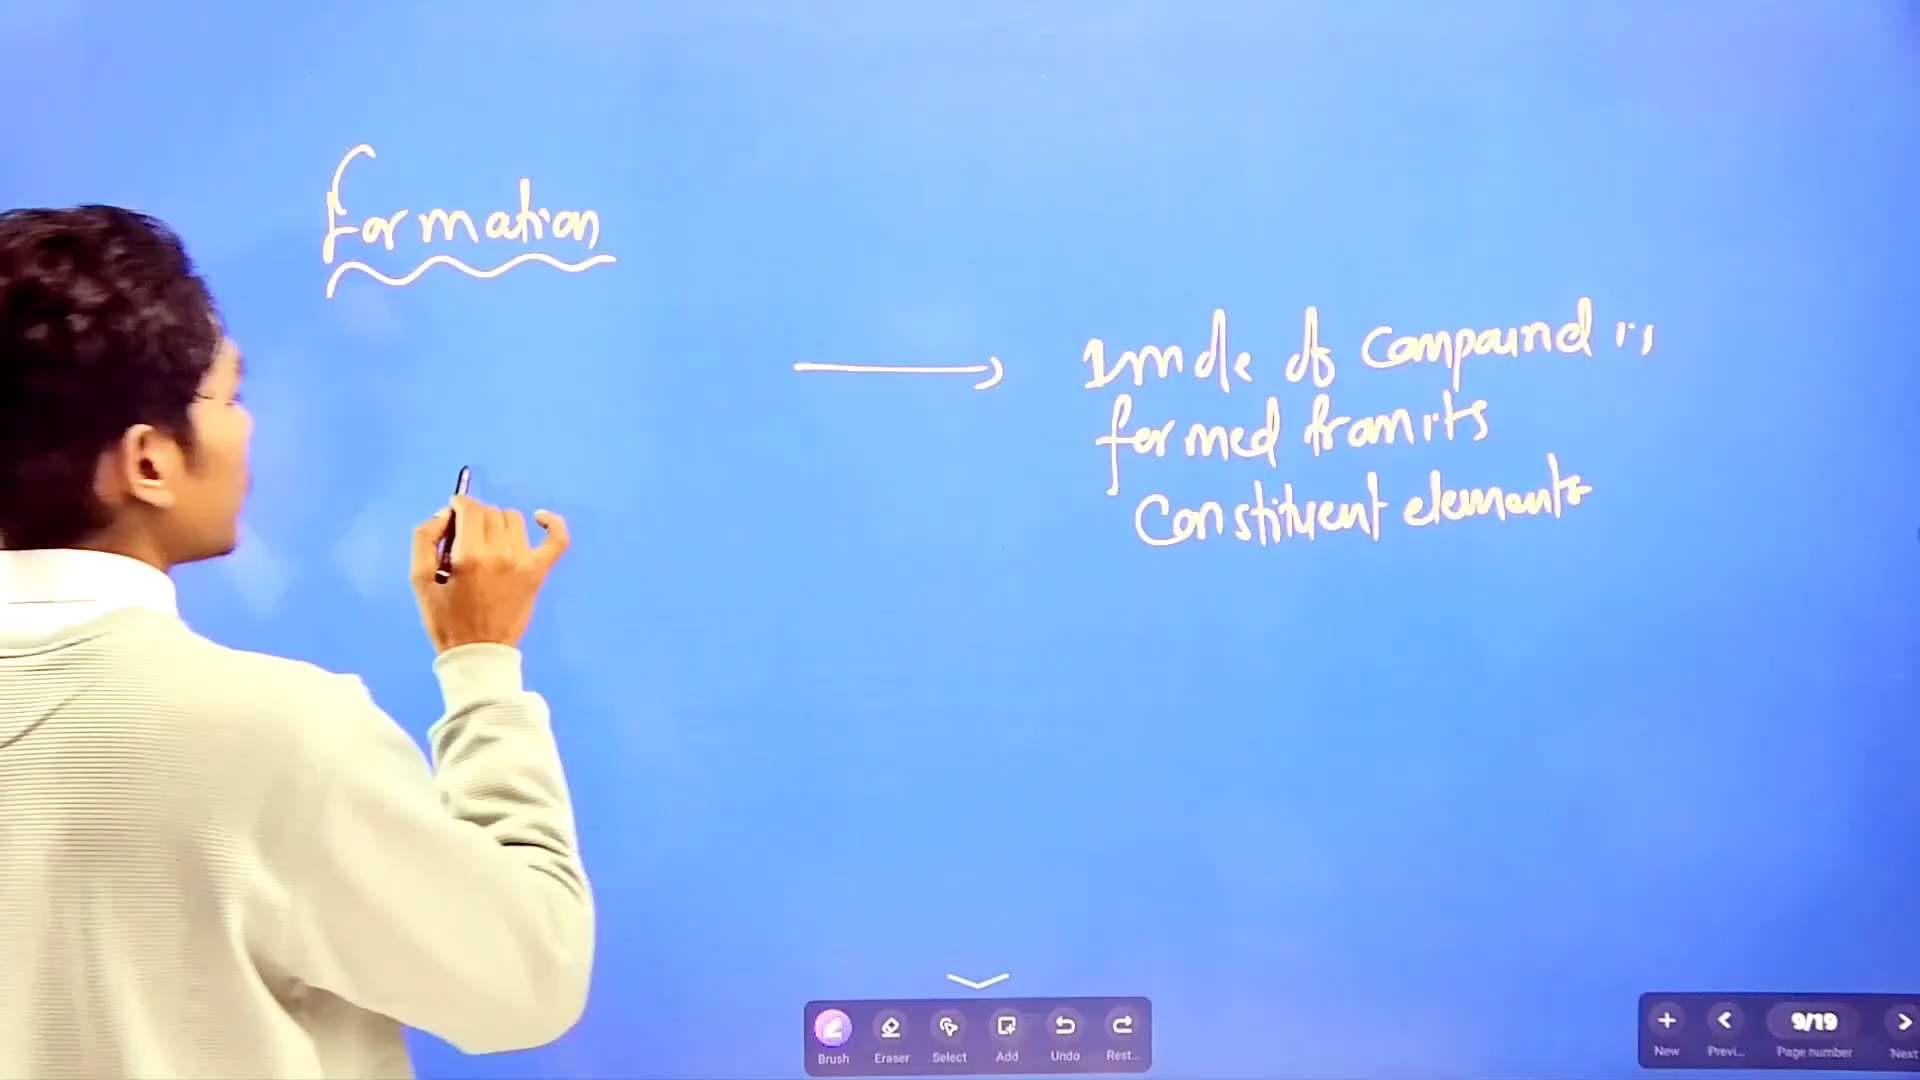 Formation
1 mole of compound is
formed from its
constituent elements
Brush Eraser Select Add Undo Rest...
New Previ... 9/19 Page number Next